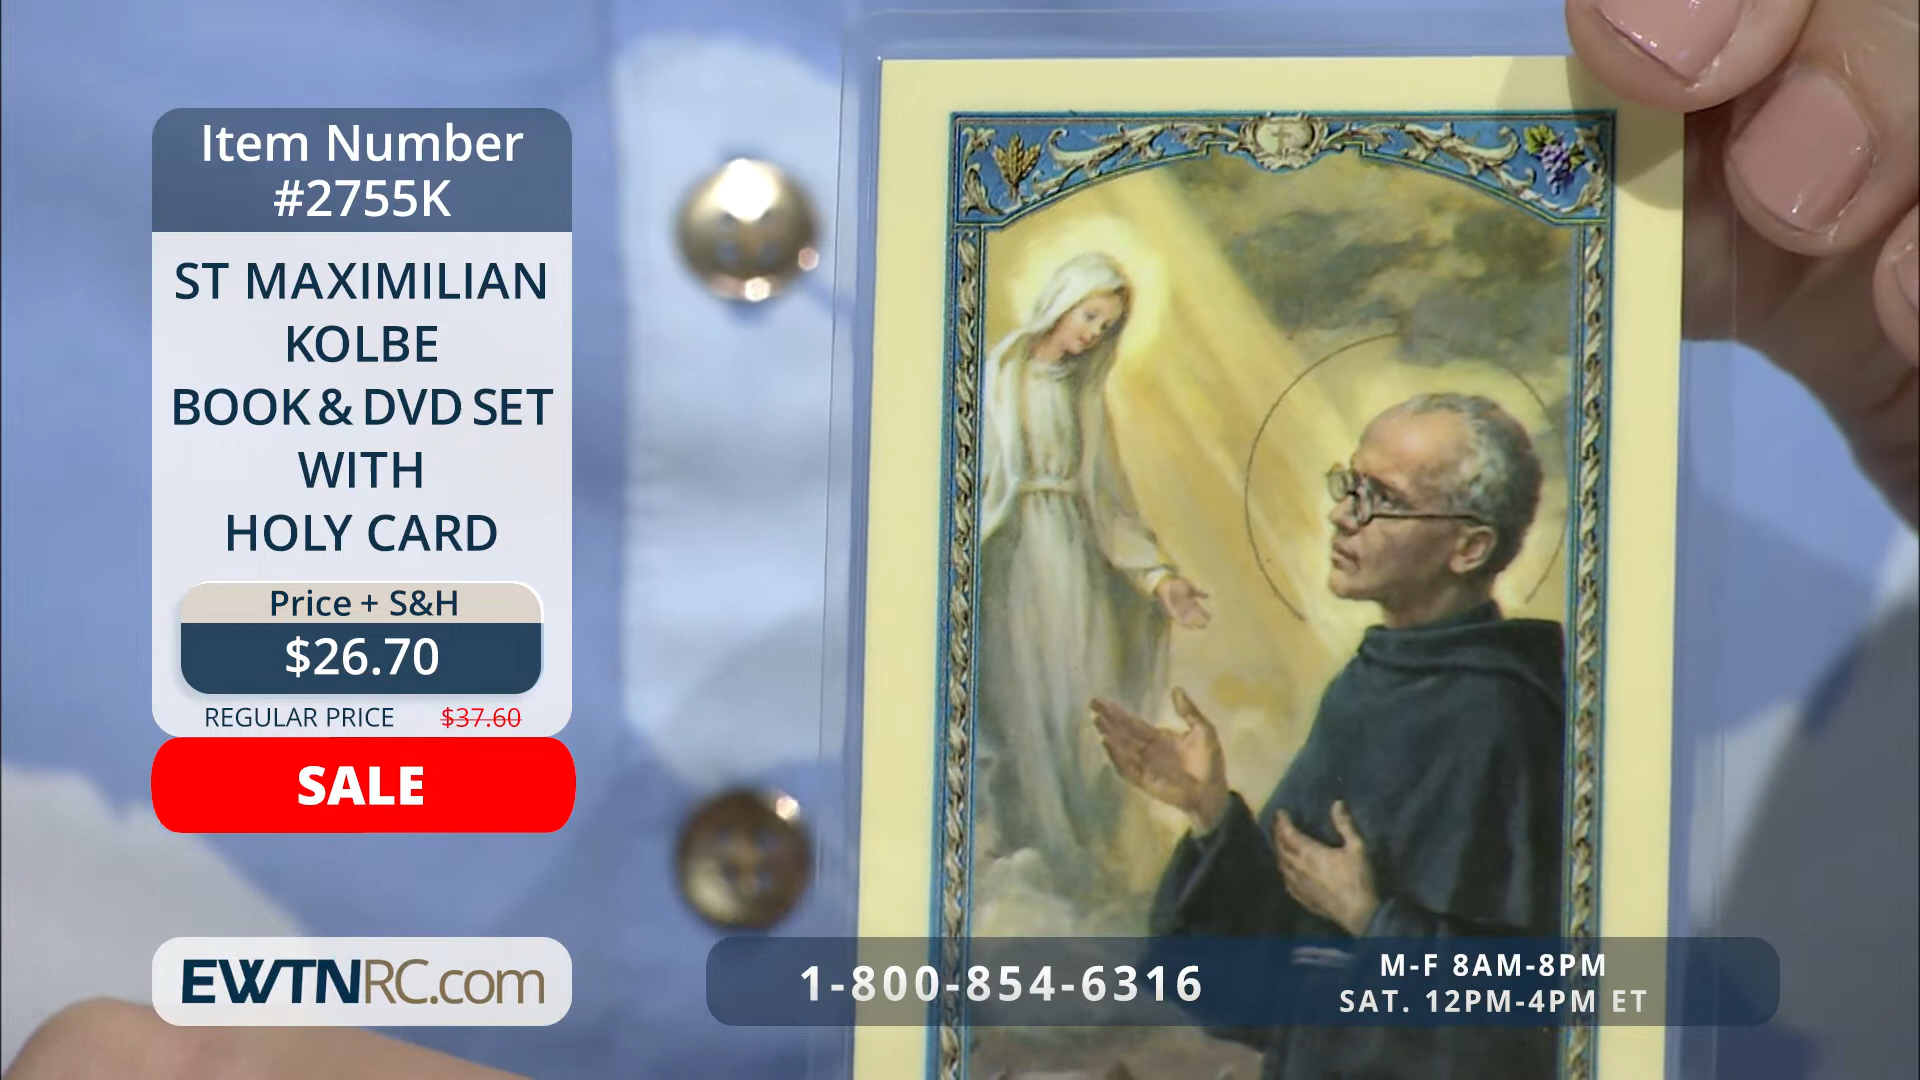 Item Number
#2755K
ST MAXIMILIAN
KOLBE
BOOK & DVD SET
WITH
HOLY CARD
Price + S&H
$26.70
REGULAR PRICE $37.60
SALE
EWTNRC.com
1-800-854-6316
M-F 8AM-8PM
SAT. 12PM-4PM ET